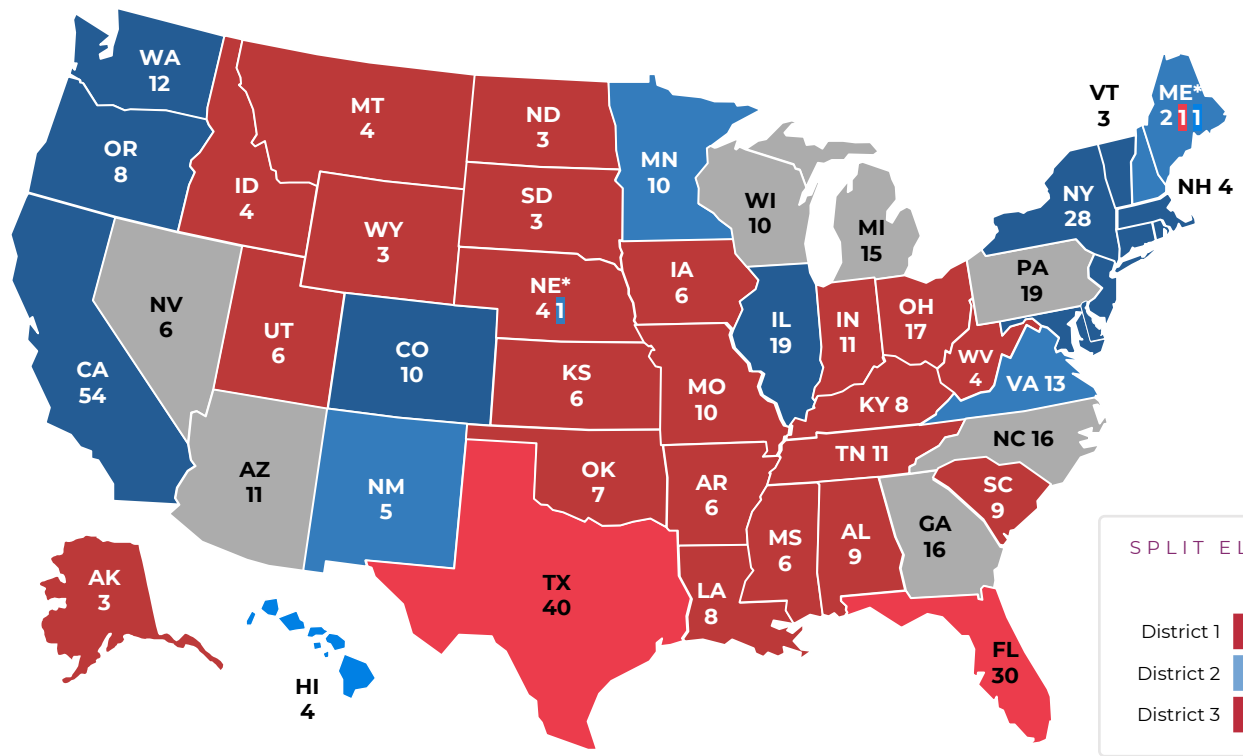 WA
12
OR
8
CA
54
NV
6
ID
4
MT
4
WY
3
UT
6
CO
10
AZ
11
NM
5
ND
3
SD
3
NE*
4 1
KS
6
OK
7
TX
40
MN
10
IA
6
MO
10
AR
6
LA
8
WI
10
IL
19
MI
15
IN
11
OH
17
KY 8
TN 11
MS
6
AL
9
GA
16
FL
30
SC
9
NC 16
VA 13
WV
4
PA
19
NY
28
VT
3
ME*
2 1 1
NH 4
AK
3
HI
4
SPLIT EL
District 1
District 2
District 3